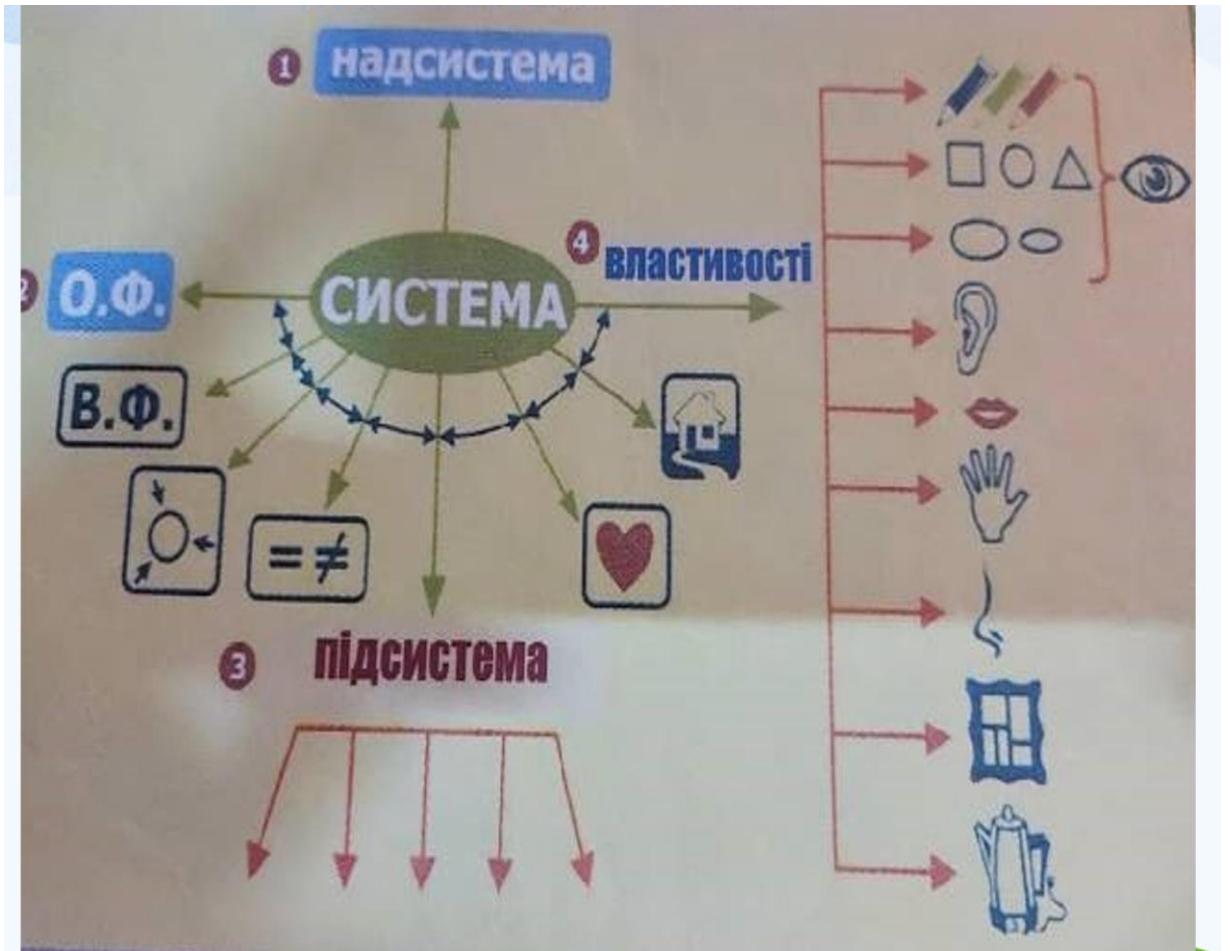 1 надсистема
2 О.Ф.
СИСТЕМА
4 властивості
В.Ф.
= ≠
3 підсистема